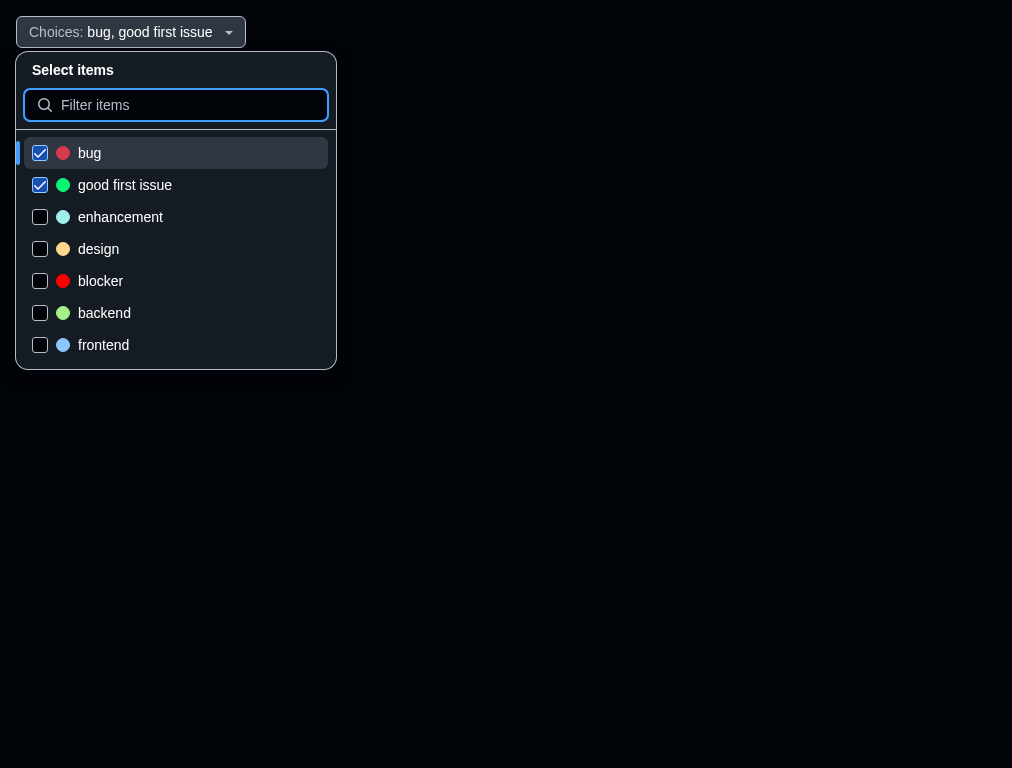 Choices: bug, good first issue
Select items
Filter items
bug
good first issue
enhancement
design
blocker
backend
frontend